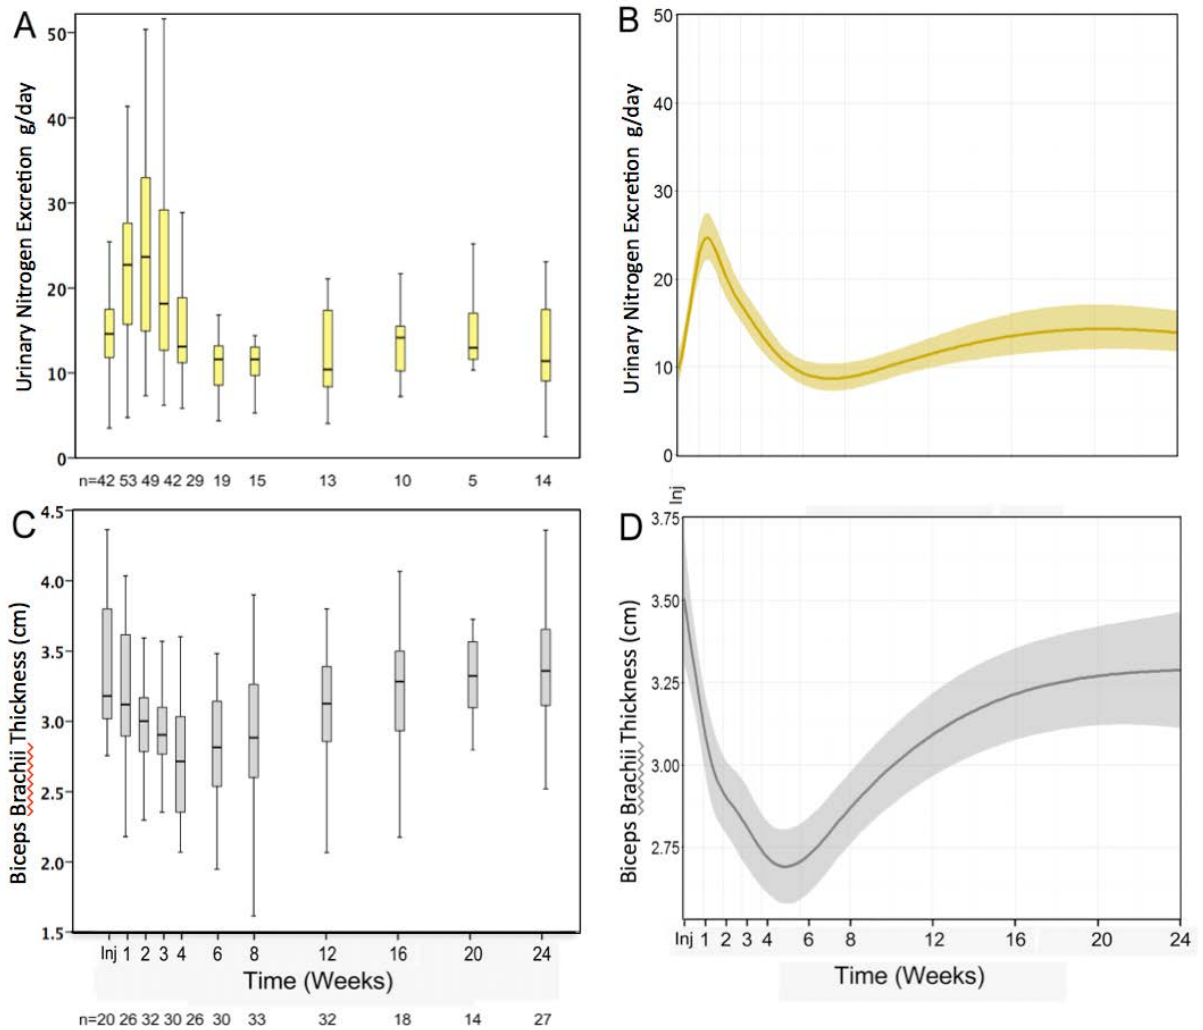 A
Urinary Nitrogen Excretion g/day
50
40
30
20
10
0
n=42 53 49 42 29 19 15 13 10 5 14
B
Urinary Nitrogen Excretion g/day
50
40
30
20
10
0
Inj
C
Biceps Brachii Thickness (cm)
4.5
4.0
3.5
3.0
2.5
2.0
1.5
Inj 1 2 3 4 6 8 12 16 20 24
Time (Weeks)
n=20 26 32 30 26 30 33 32 18 14 27
D
Biceps Brachii Thickness (cm)
3.75
3.50
3.25
3.00
2.75
Inj 1 2 3 4 6 8 12 16 20 24
Time (Weeks)